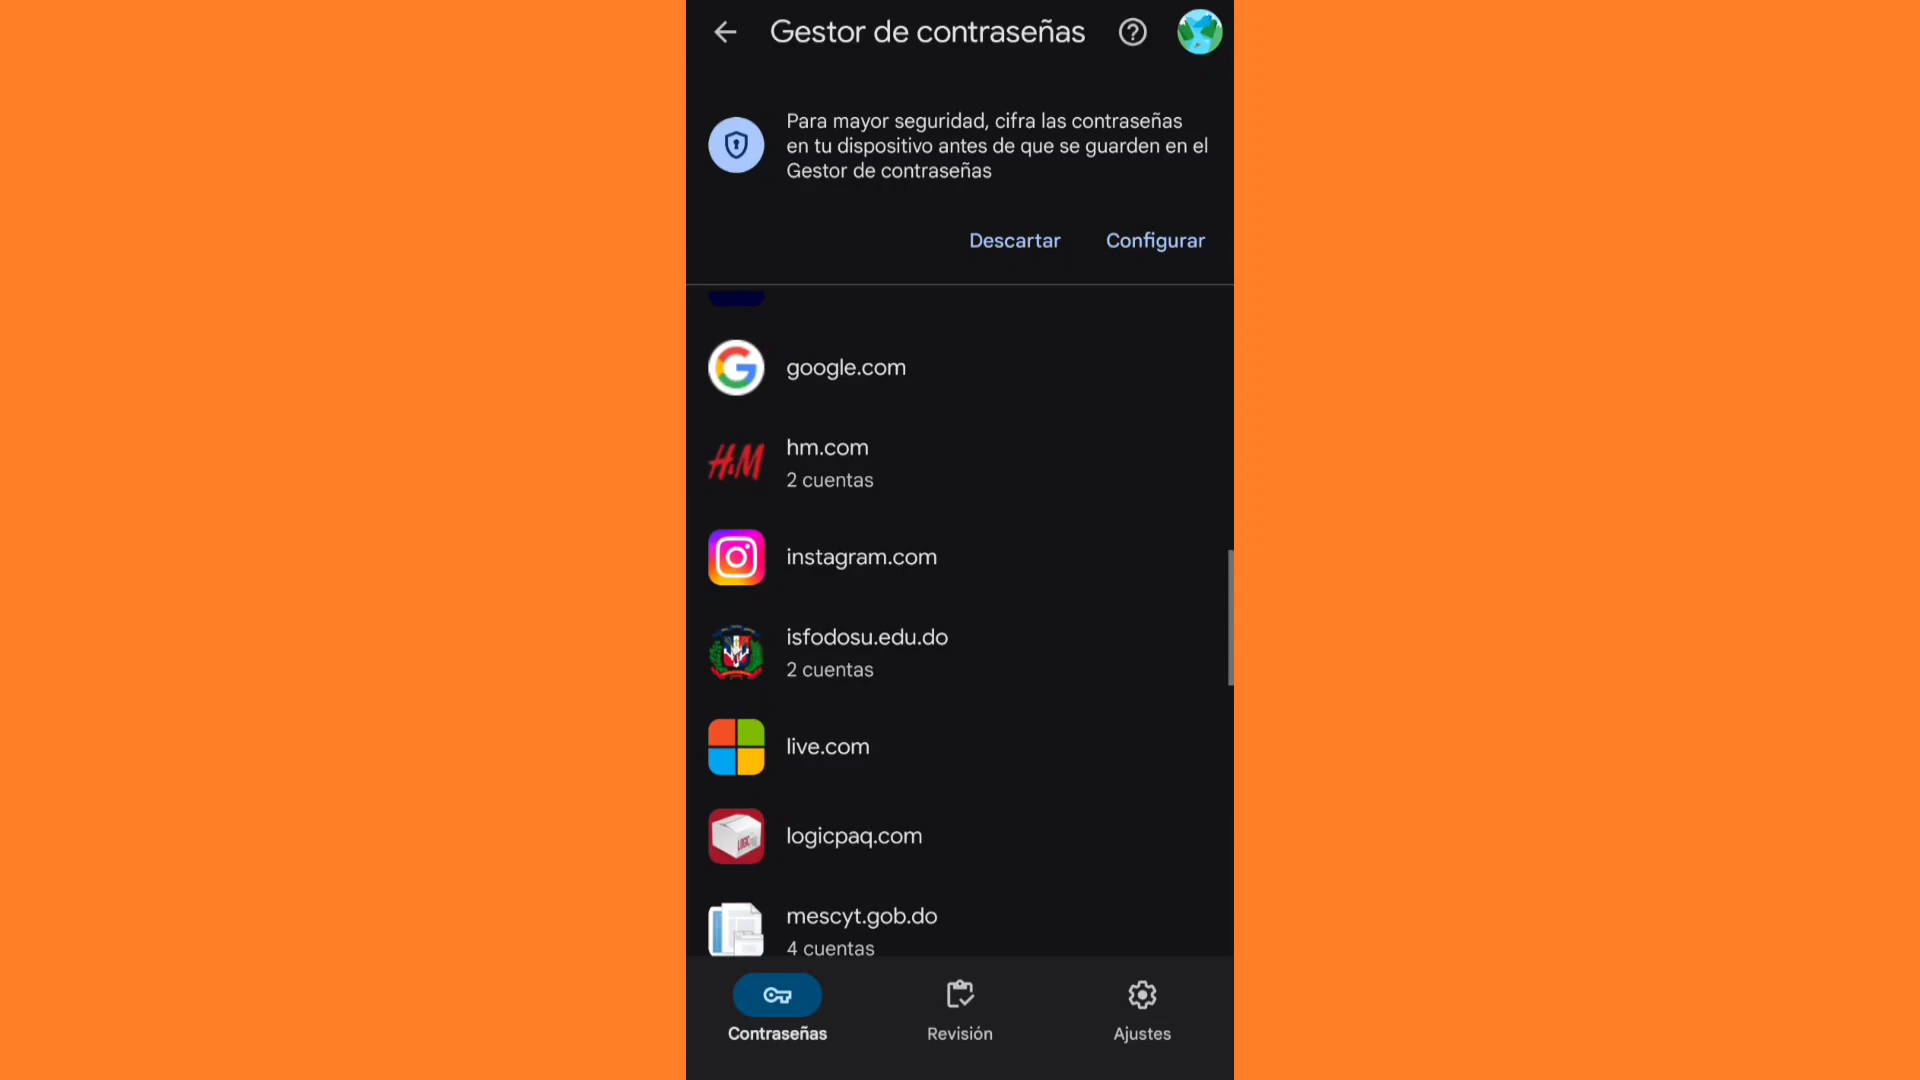 Gestor de contraseñas
Para mayor seguridad, cifra las contraseñas
en tu dispositivo antes de que se guarden en el
Gestor de contraseñas
Descartar Configurar
google.com
H&M
hm.com
2 cuentas
instagram.com
isfodosu.edu.do
2 cuentas
live.com
logicpaq.com
mescyt.gob.do
4 cuentas
Contraseñas Revisión Ajustes